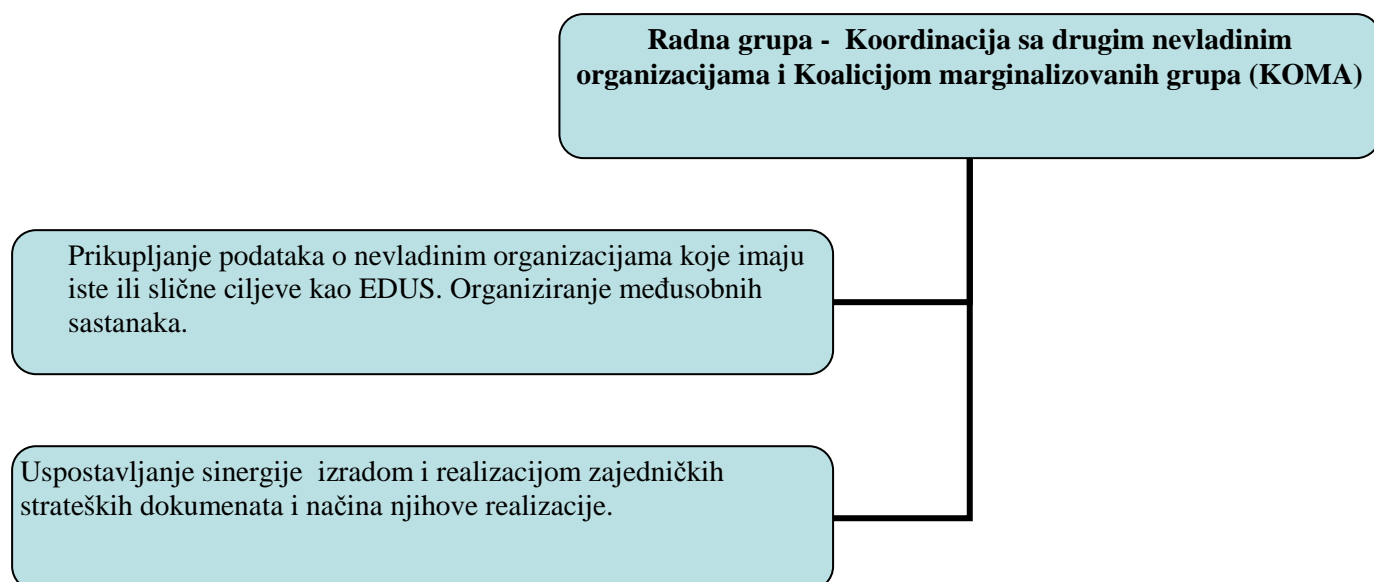 Radna grupa -  Koordinacija sa drugim nevladinim
organizacijama i Koalicijom marginalizovanih grupa (KOMA)
Prikupljanje podataka o nevladinim organizacijama koje imaju
iste ili slične ciljeve kao EDUS. Organiziranje međusobnih
sastanaka.
Uspostavljanje sinergije  izradom i realizacijom zajedničkih
strateških dokumenata i načina njihove realizacije.